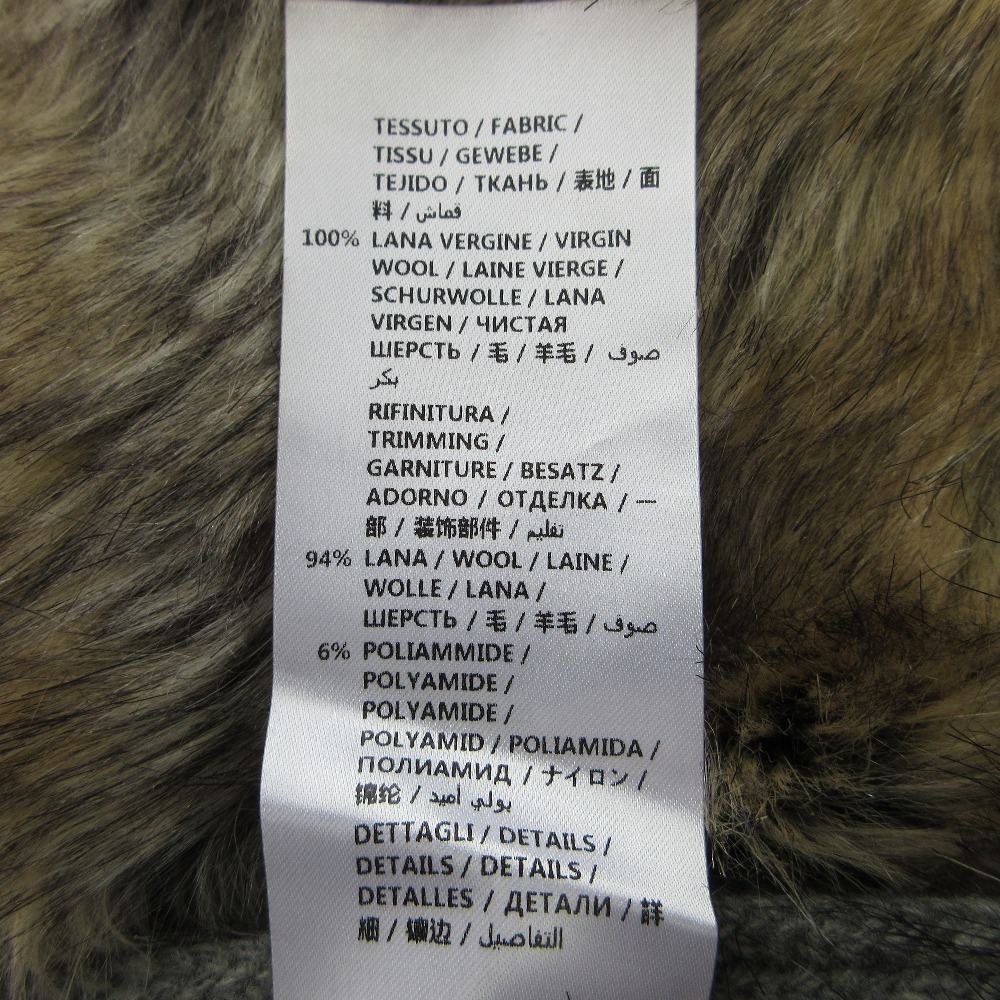 TESSUTO / FABRIC /
TISSU / GEWEBE /
TEJIDO / ТКАНЬ / 表地 / 面
料 / قماش
100% LANA VERGINE / VIRGIN
WOOL / LAINE VIERGE /
SCHURWOLLE / LANA
VIRGEN / ЧИСТАЯ
ШЕРСТЬ / 毛 / 羊毛 / صوف
بكر
RIFINITURA /
TRIMMING /
GARNITURE / BESATZ /
ADORNO / ОТДЕЛКА / 一
部 / 装饰部件 / تقليم
94% LANA / WOOL / LAINE /
WOLLE / LANA /
ШЕРСТЬ / 毛 / 羊毛 / صوف
6% POLIAMMIDE /
POLYAMIDE /
POLYAMIDE /
POLYAMID / POLIAMIDA /
ПОЛИАМИД / ナイロン /
锦纶 / بولي أميد
DETTAGLI / DETAILS /
DETAILS / DETAILS /
DETALLES / ДЕТАЛИ / 詳
細 / 镶边 / التفاصيل